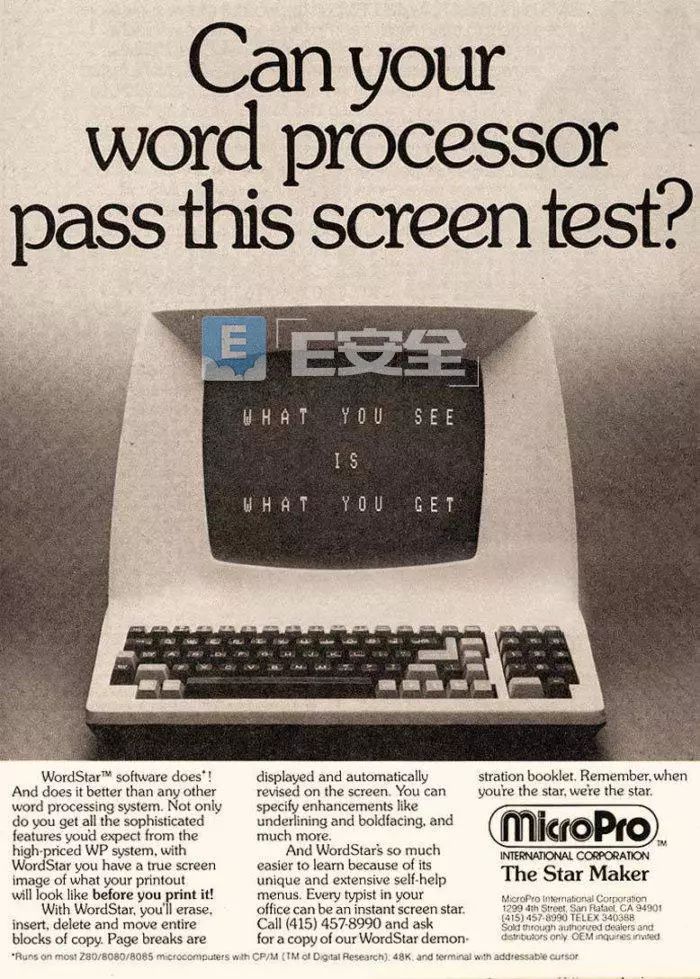 Can your
word processor
pass this screen test?
E E安全
WHAT YOU SEE
IS
WHAT YOU GET
WordStar™ software does*!
And does it better than any other
word processing system. Not only
do you get all the sophisticated
features you'd expect from the
high-priced WP system, with
WordStar you have a true screen
image of what your printout
will look like before you print it!
With WordStar, you'll erase,
insert, delete and move entire
blocks of copy. Page breaks are
displayed and automatically
revised on the screen. You can
specify enhancements like
underlining and boldfacing, and
much more.
And WordStar's so much
easier to learn because of its
unique and extensive self-help
menus. Every typist in your
office can be an instant screen star.
Call (415) 457-8990 and ask
for a copy of our WordStar demon-
stration booklet. Remember, when
you're the star, we're the star.
MicroPro™
INTERNATIONAL CORPORATION
The Star Maker
MicroPro International Corporation
1299 4th Street, San Rafael, CA 94901
(415) 457-8990 TELEX 340388
Sold through authorized dealers and
distributors only. OEM inquiries invited.
*Runs on most Z80/8080/8085 microcomputers with CP/M (TM of Digital Research); 48K, and terminal with addressable cursor